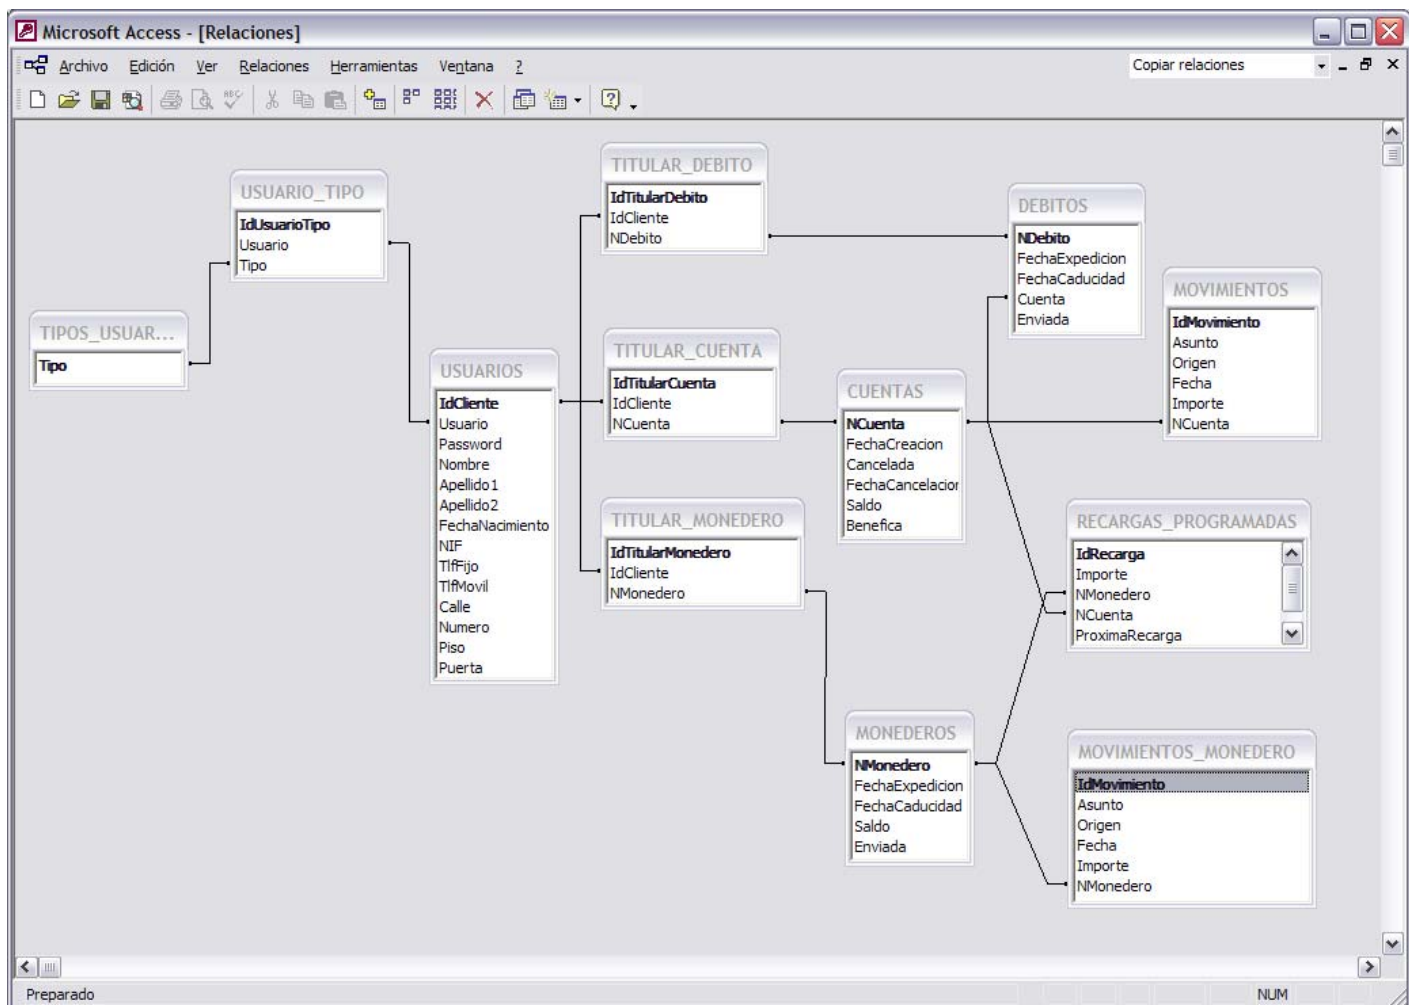 Microsoft Access - [Relaciones]
Archivo Edición Ver Relaciones Herramientas Ventana ?
Copiar relaciones
TIPOS_USUAR...
Tipo
USUARIO_TIPO
IdUsuarioTipo
Usuario
Tipo
USUARIOS
IdCliente
Usuario
Password
Nombre
Apellido1
Apellido2
FechaNacimiento
NIF
TlfFijo
TlfMovil
Calle
Numero
Piso
Puerta
TITULAR_DEBITO
IdTitularDebito
IdCliente
NDebito
TITULAR_CUENTA
IdTitularCuenta
IdCliente
NCuenta
TITULAR_MONEDERO
IdTitularMonedero
IdCliente
NMonedero
CUENTAS
NCuenta
FechaCreacion
Cancelada
FechaCancelacion
Saldo
Benefica
MONEDEROS
NMonedero
FechaExpedicion
FechaCaducidad
Saldo
Enviada
DEBITOS
NDebito
FechaExpedicion
FechaCaducidad
Cuenta
Enviada
MOVIMIENTOS
IdMovimiento
Asunto
Origen
Fecha
Importe
NCuenta
RECARGAS_PROGRAMADAS
IdRecarga
Importe
NMonedero
NCuenta
ProximaRecarga
MOVIMIENTOS_MONEDERO
IdMovimiento
Asunto
Origen
Fecha
Importe
NMonedero
Preparado
NUM